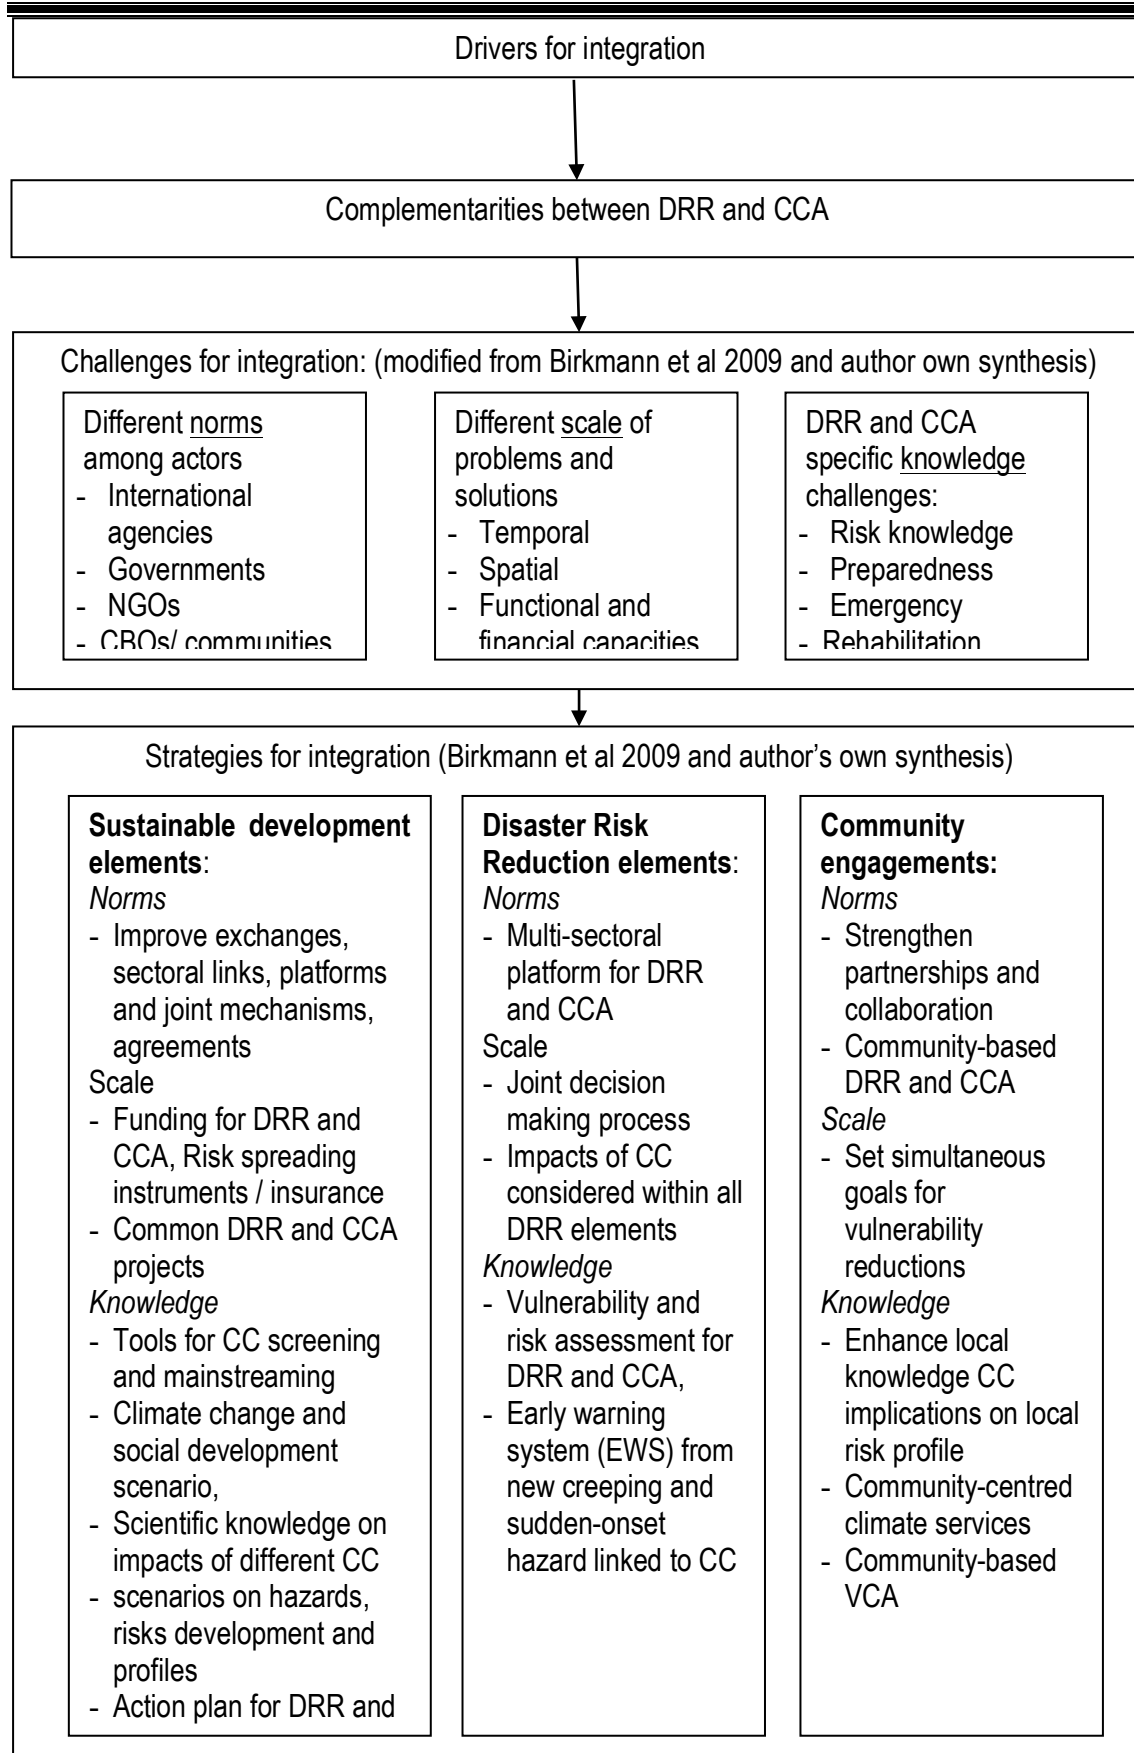 Drivers for integration
Complementarities between DRR and CCA
Challenges for integration: (modified from Birkmann et al 2009 and author own synthesis)
Different norms
among actors
- International
agencies
- Governments
- NGOs
- CBOs/ communities
Different scale of
problems and
solutions
- Temporal
- Spatial
- Functional and
financial capacities
DRR and CCA
specific knowledge
challenges:
- Risk knowledge
- Preparedness
- Emergency
- Rehabilitation
Strategies for integration (Birkmann et al 2009 and author's own synthesis)
Sustainable development
elements:
Norms
- Improve exchanges,
sectoral links, platforms
and joint mechanisms,
agreements
Scale
- Funding for DRR and
CCA, Risk spreading
instruments / insurance
- Common DRR and CCA
projects
Knowledge
- Tools for CC screening
and mainstreaming
- Climate change and
social development
scenario,
- Scientific knowledge on
impacts of different CC
- scenarios on hazards,
risks development and
profiles
- Action plan for DRR and
Disaster Risk
Reduction elements:
Norms
- Multi-sectoral
platform for DRR
and CCA
Scale
- Joint decision
making process
- Impacts of CC
considered within all
DRR elements
Knowledge
- Vulnerability and
risk assessment for
DRR and CCA,
- Early warning
system (EWS) from
new creeping and
sudden-onset
hazard linked to CC
Community
engagements:
Norms
- Strengthen
partnerships and
collaboration
- Community-based
DRR and CCA
Scale
- Set simultaneous
goals for
vulnerability
reductions
Knowledge
- Enhance local
knowledge CC
implications on local
risk profile
- Community-centred
climate services
- Community-based
VCA